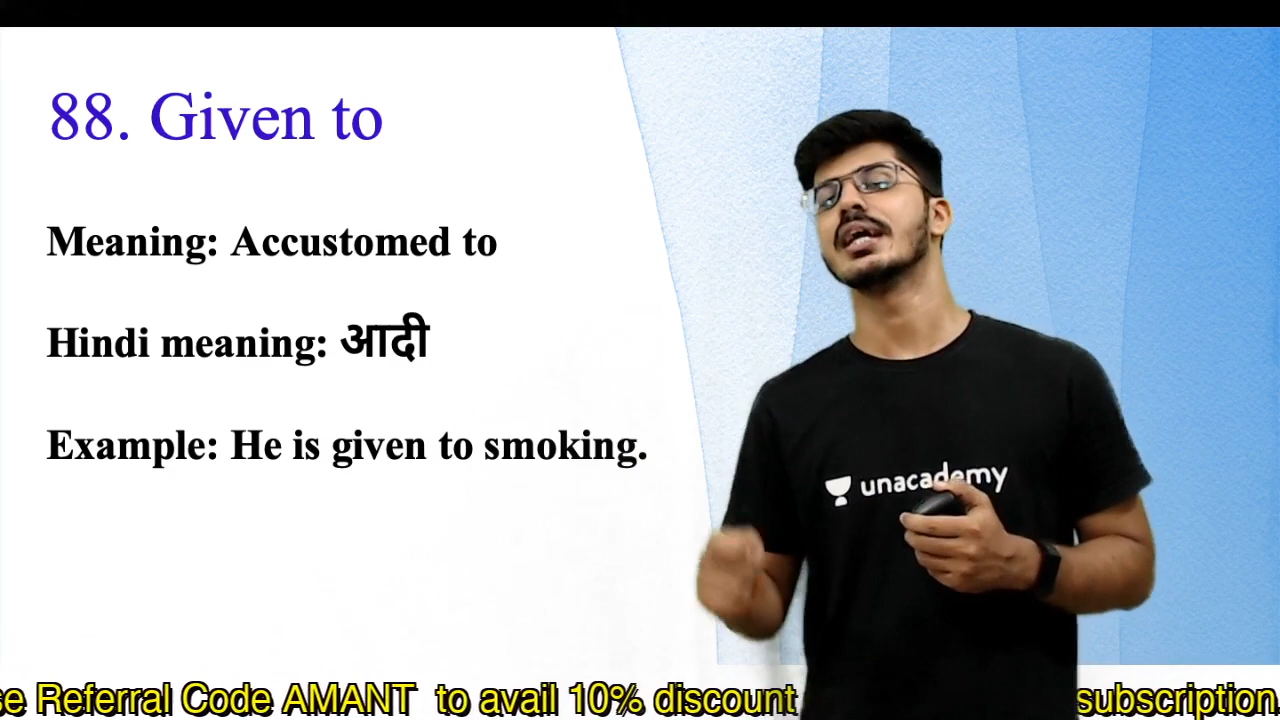 88. Given to
Meaning: Accustomed to
Hindi meaning: आदी
Example: He is given to smoking.
unacademy
se Referral Code AMANT to avail 10% discount subscription.